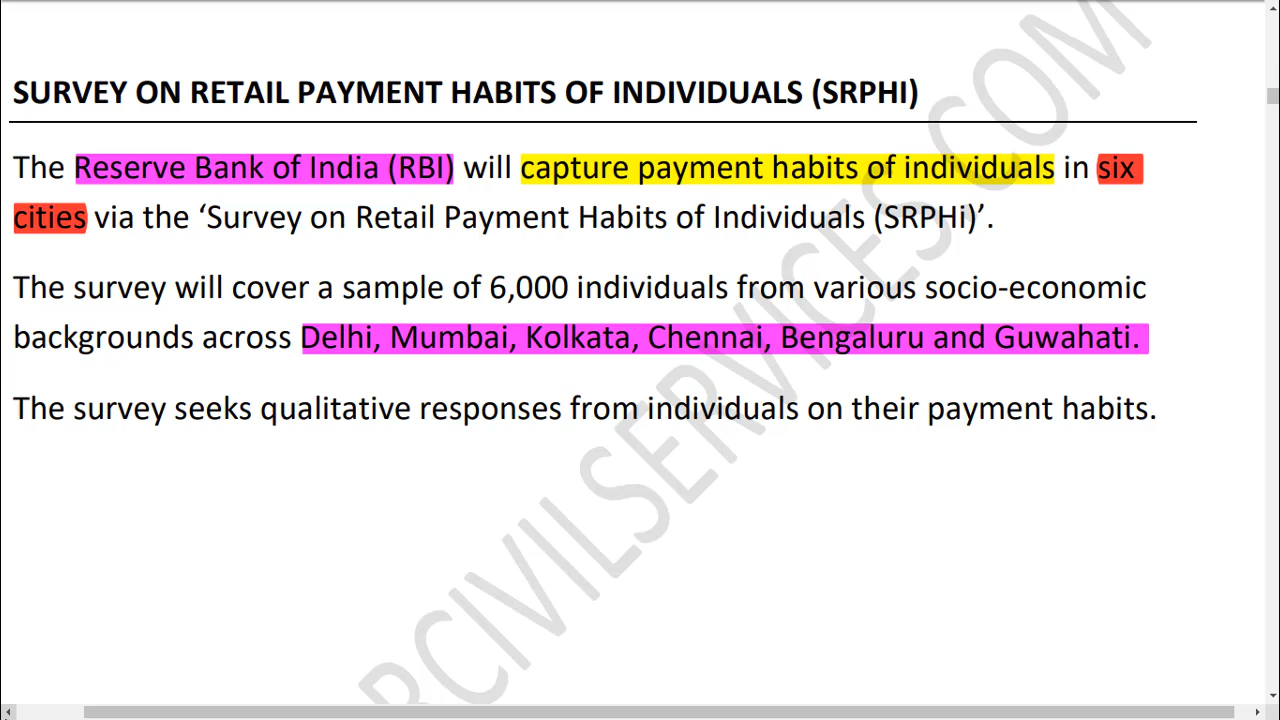 SURVEY ON RETAIL PAYMENT HABITS OF INDIVIDUALS (SRPHI)
The Reserve Bank of India (RBI) will capture payment habits of individuals in six
cities via the ‘Survey on Retail Payment Habits of Individuals (SRPHi)’.
The survey will cover a sample of 6,000 individuals from various socio-economic
backgrounds across Delhi, Mumbai, Kolkata, Chennai, Bengaluru and Guwahati.
The survey seeks qualitative responses from individuals on their payment habits.
RCIVILSERVICES.COM